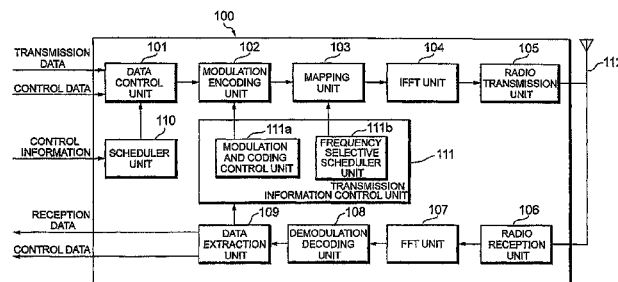 100
101
102
103
104
105
112
TRANSMISSION
DATA
CONTROL DATA
DATA
CONTROL
UNIT
MODULATION
ENCODING
UNIT
MAPPING
UNIT
IFFT UNIT
RADIO
TRANSMISSION
UNIT
CONTROL
INFORMATION
110
SCHEDULER
UNIT
111a
MODULATION
AND CODING
CONTROL UNIT
111b
FREQUENCY
SELECTIVE
SCHEDULER
UNIT
111
TRANSMISSION
INFORMATION CONTROL UNIT
RECEPTION
DATA
CONTROL DATA
109
DATA
EXTRACTION
UNIT
108
DEMODULATION
DECODING
UNIT
107
FFT UNIT
106
RADIO
RECEPTION
UNIT